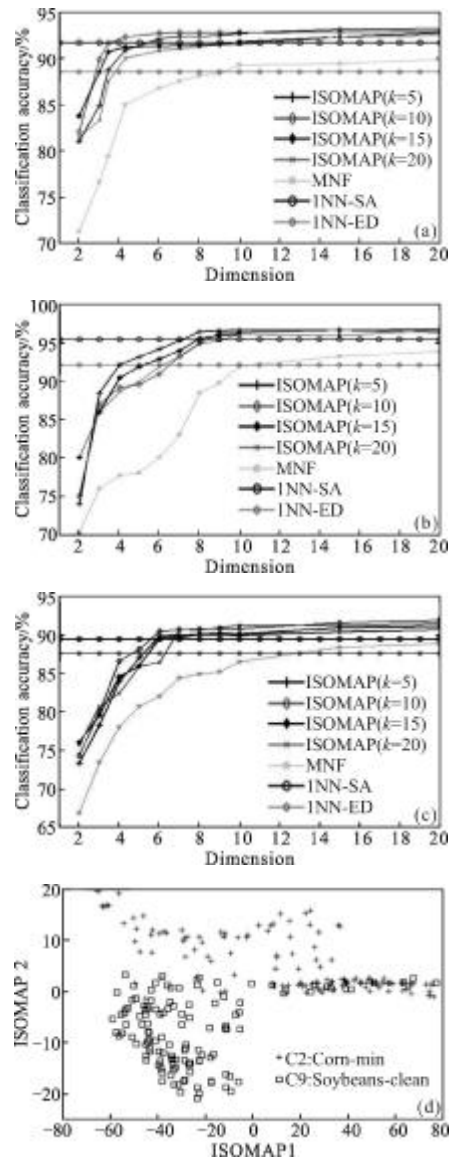 95
90
85
80
75
70
Classification accuracy/%
ISOMAP(k=5)
ISOMAP(k=10)
ISOMAP(k=15)
ISOMAP(k=20)
MNF
1NN-SA
1NN-ED
(a)
2 4 6 8 10 12 14 16 18 20
Dimension
100
95
90
85
80
75
70
Classification accuracy/%
ISOMAP(k=5)
ISOMAP(k=10)
ISOMAP(k=15)
ISOMAP(k=20)
MNF
1NN-SA
1NN-ED
(b)
2 4 6 8 10 12 14 16 18 20
Dimension
95
90
85
80
75
70
65
Classification accuracy/%
ISOMAP(k=5)
ISOMAP(k=10)
ISOMAP(k=15)
ISOMAP(k=20)
MNF
1NN-SA
1NN-ED
(c)
2 4 6 8 10 12 14 16 18 20
Dimension
20
10
0
−10
−20
ISOMAP 2
C2:Corn-min
C9:Soybeans-clean
(d)
−80 −60 −40 −20 0 20 40 60 80
ISOMAP1